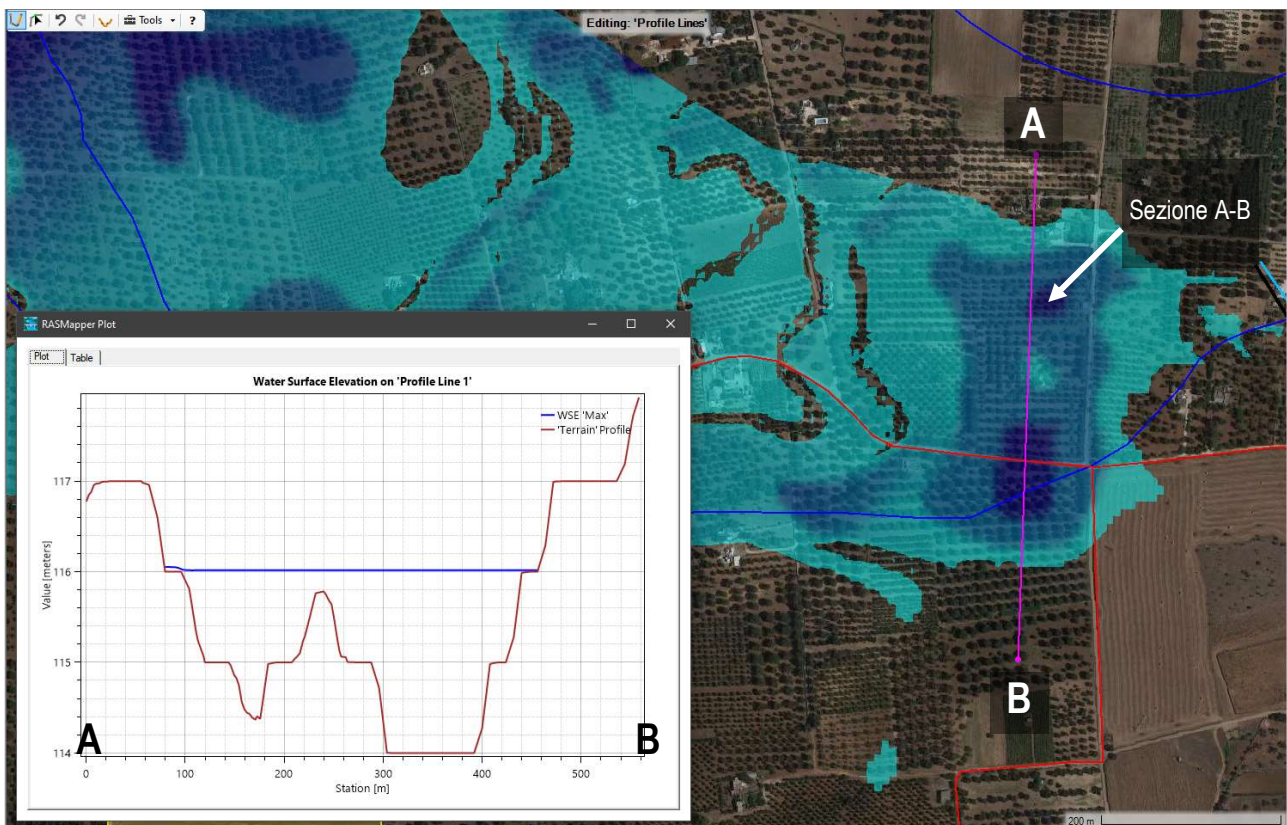 Tools
?
Editing: 'Profile Lines'
A
Sezione A-B
RASMapper Plot
Plot
Table
Water Surface Elevation on 'Profile Line 1'
WSE 'Max'
'Terrain' Profile
Value [meters]
117
116
115
114
A
B
0
100
200
300
400
500
Station [m]
B
200 m